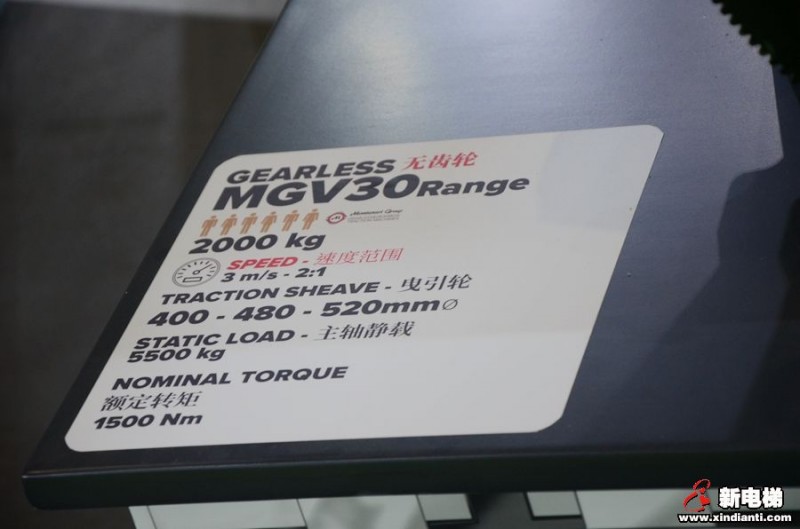 GEARLESS 无齿轮
MGV30Range
Montanari Group
2000 kg
SPEED - 速度范围
3 m/s - 2:1
TRACTION SHEAVE - 曳引轮
400 - 480 - 520mm⌀
STATIC LOAD - 主轴静载
5500 kg
NOMINAL TORQUE
额定转矩
1500 Nm
新电梯
www.xindianti.com